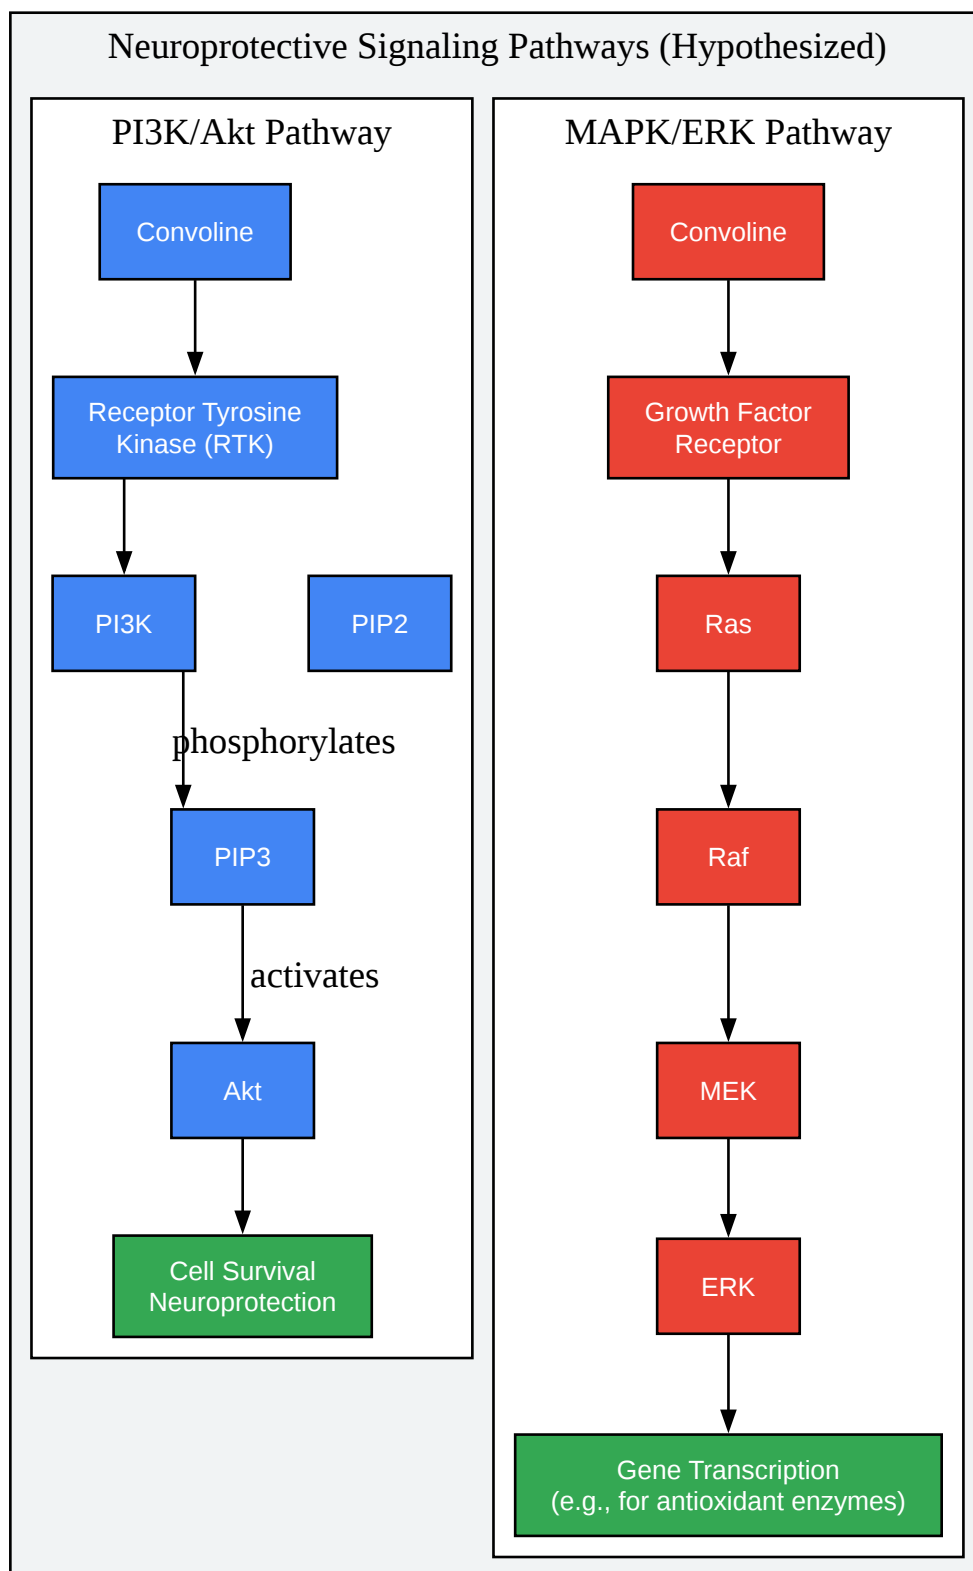 Neuroprotective Signaling Pathways (Hypothesized)
PI3K/Akt Pathway
Convoline
Receptor Tyrosine
Kinase (RTK)
PI3K
PIP2
phosphorylates
PIP3
activates
Akt
Cell Survival
Neuroprotection
MAPK/ERK Pathway
Convoline
Growth Factor
Receptor
Ras
Raf
MEK
ERK
Gene Transcription
(e.g., for antioxidant enzymes)